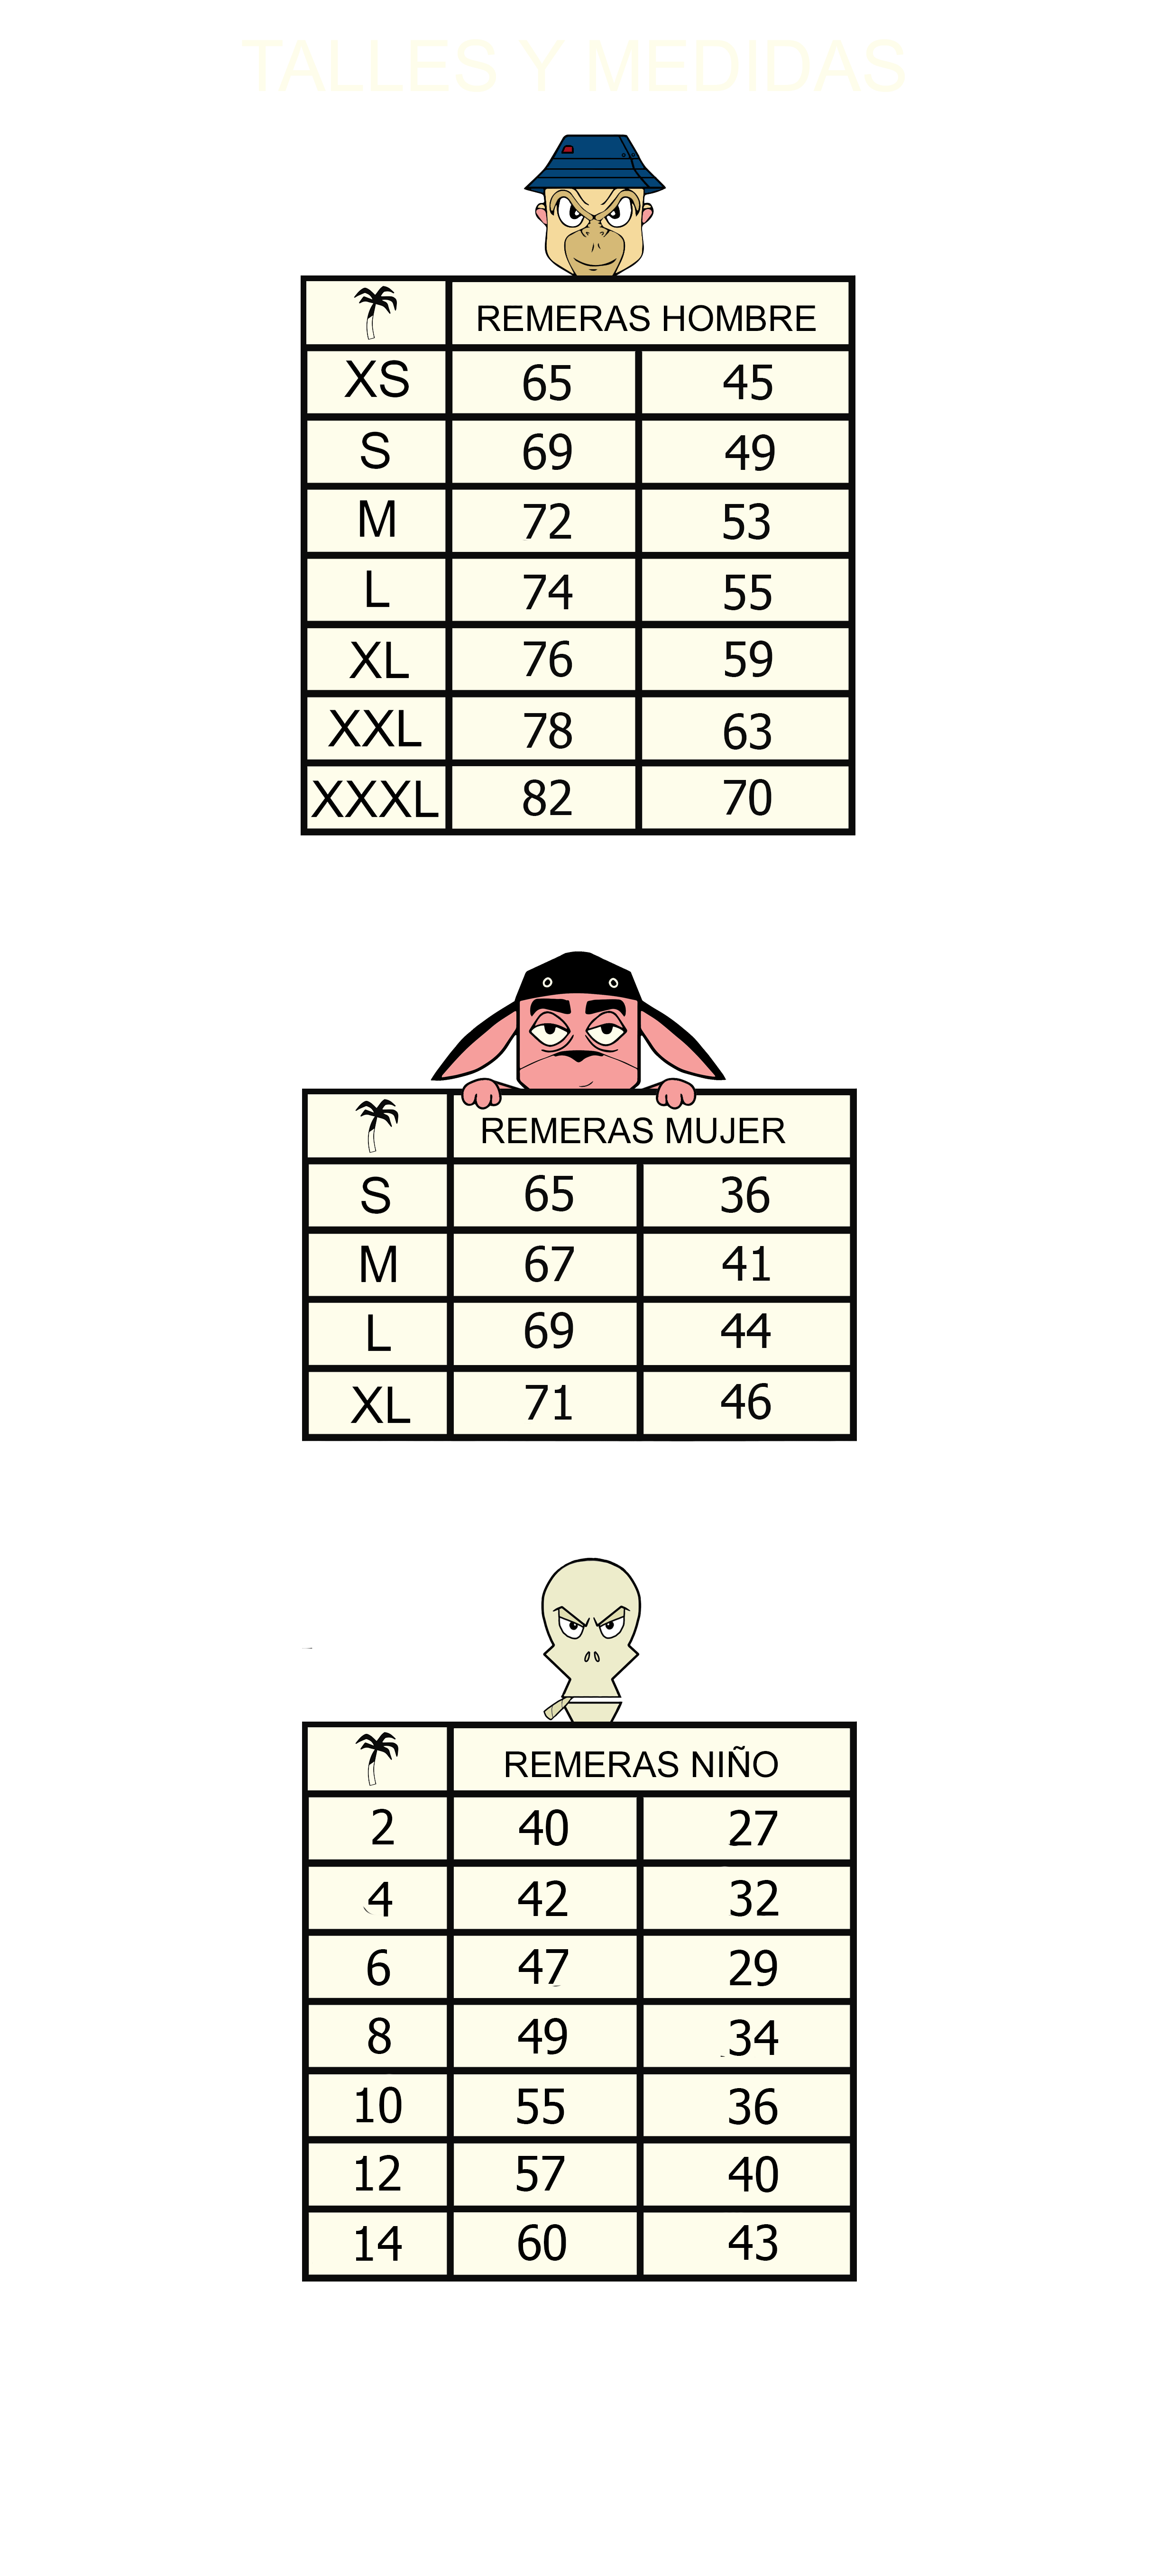 TALLES Y MEDIDAS
REMERAS HOMBRE
XS 65 45
S 69 49
M 72 53
L 74 55
XL 76 59
XXL 78 63
XXXL 82 70
REMERAS MUJER
S 65 36
M 67 41
L 69 44
XL 71 46
REMERAS NIÑO
2 40 27
4 42 32
6 47 29
8 49 34
10 55 36
12 57 40
14 60 43